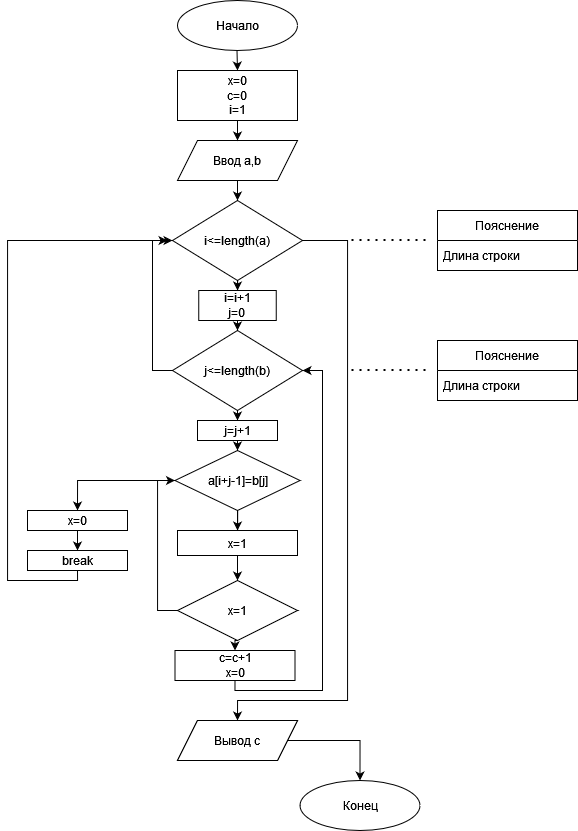 Начало
x=0
c=0
i=1
Ввод a,b
i<=length(a)
Пояснение
Длина строки
i=i+1
j=0
j<=length(b)
Пояснение
Длина строки
j=j+1
a[i+j-1]=b[j]
x=0
x=1
break
x=1
c=c+1
x=0
Вывод c
Конец